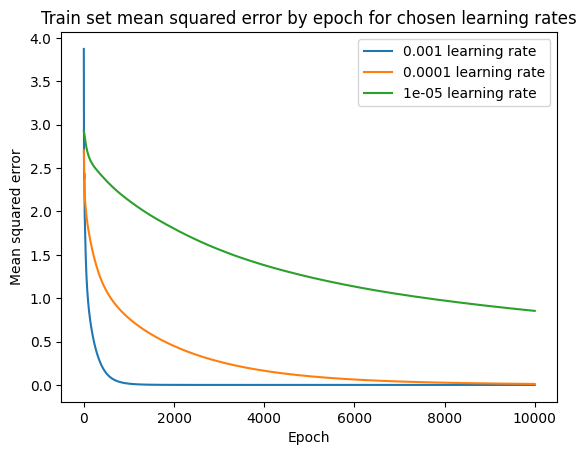 Train set mean squared error by epoch for chosen learning rates
0.001 learning rate
0.0001 learning rate
1e-05 learning rate
Mean squared error
4.0
3.5
3.0
2.5
2.0
1.5
1.0
0.5
0.0
0 2000 4000 6000 8000 10000
Epoch